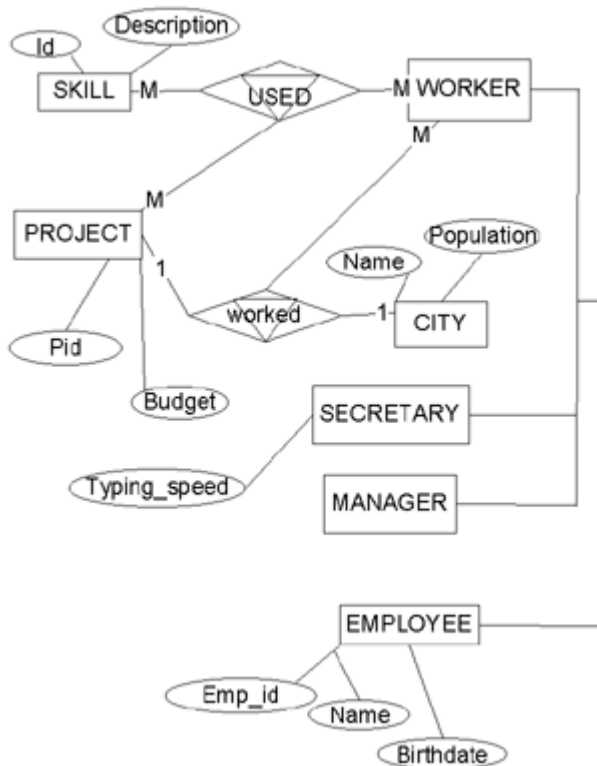 Description
Id
SKILL
M
USED
M
WORKER
M
M
PROJECT
1
Population
Name
worked
1
CITY
Pid
Budget
SECRETARY
Typing_speed
MANAGER
EMPLOYEE
Emp_id
Name
Birthdate